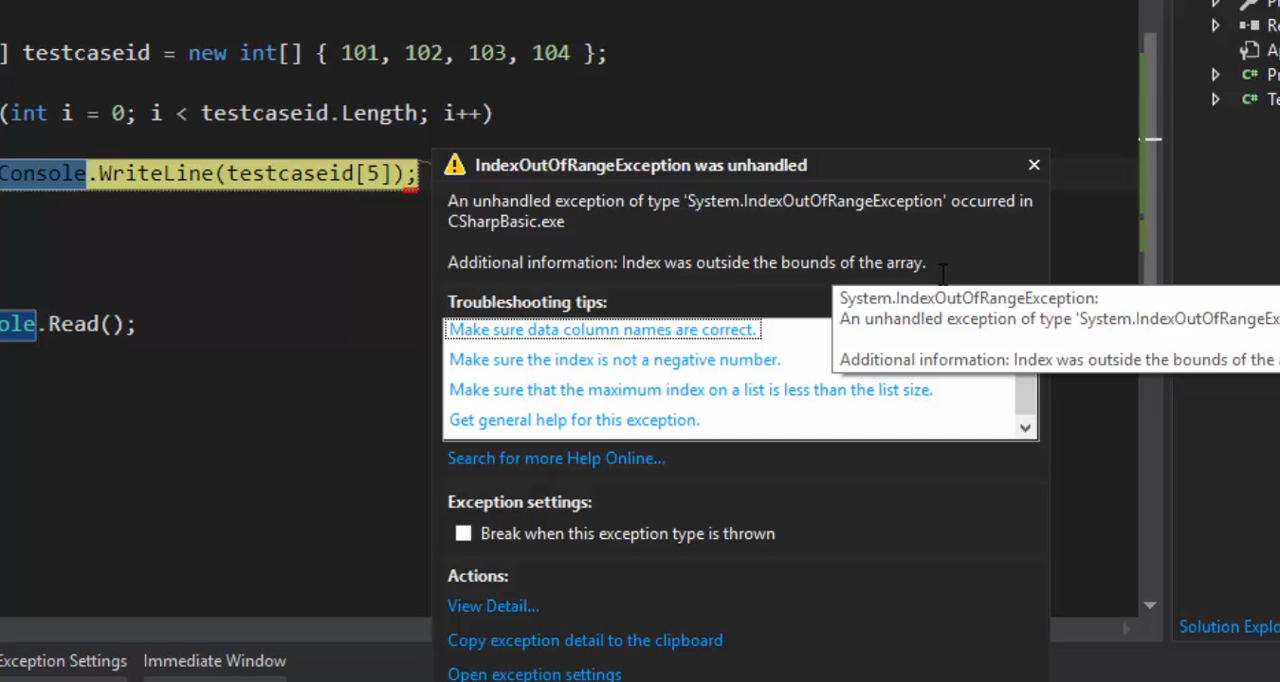 ] testcaseid = new int[] { 101, 102, 103, 104 };
(int i = 0; i < testcaseid.Length; i++)
Console.WriteLine(testcaseid[5]);
ole.Read();
IndexOutOfRangeException was unhandled
An unhandled exception of type 'System.IndexOutOfRangeException' occurred in
CSharpBasic.exe
Additional information: Index was outside the bounds of the array.
Troubleshooting tips:
Make sure data column names are correct.
Make sure the index is not a negative number.
Make sure that the maximum index on a list is less than the list size.
Get general help for this exception.
Search for more Help Online...
Exception settings:
Break when this exception type is thrown
Actions:
View Detail...
Copy exception detail to the clipboard
Open exception settings
System.IndexOutOfRangeException:
An unhandled exception of type 'System.IndexOutOfRangeEx
Additional information: Index was outside the bounds of the
C# P
C# Te
Solution Explo
Exception Settings
Immediate Window